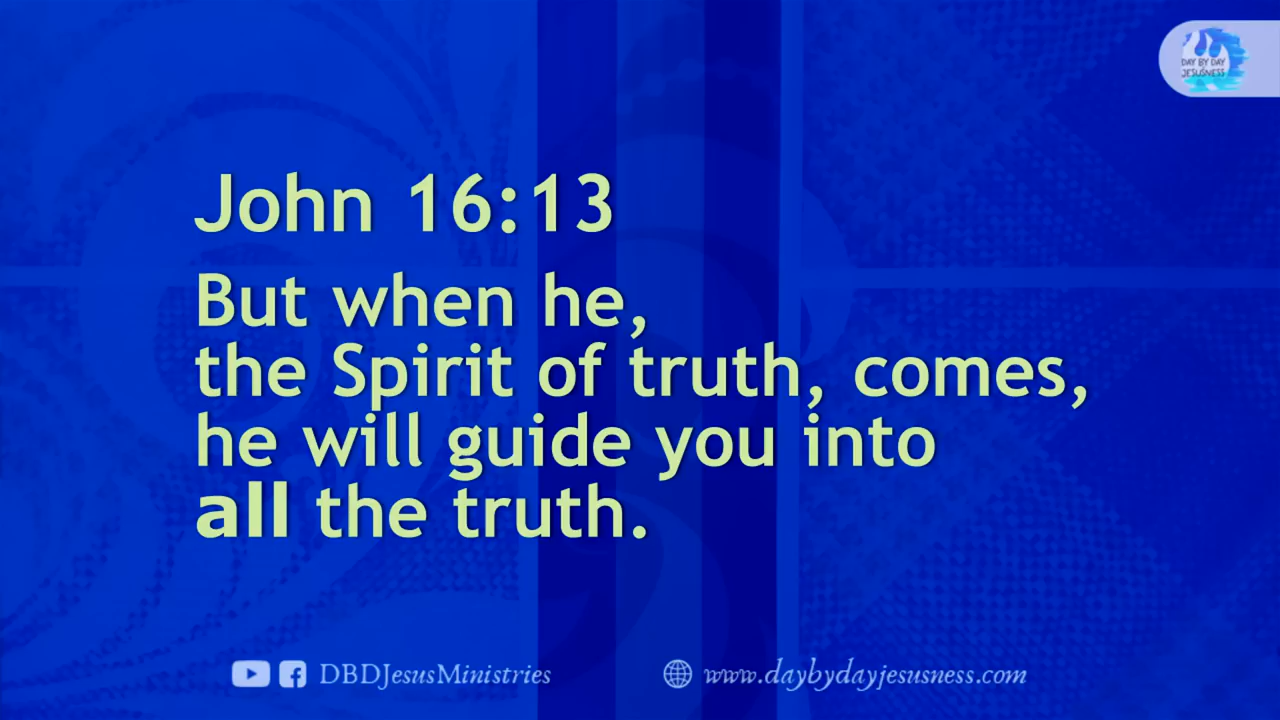 DAY BY DAY
JESUSNESS
John 16:13
But when he,
the Spirit of truth, comes,
he will guide you into
all the truth.
DBDJesusMinistries
www.daybydayjesusness.com